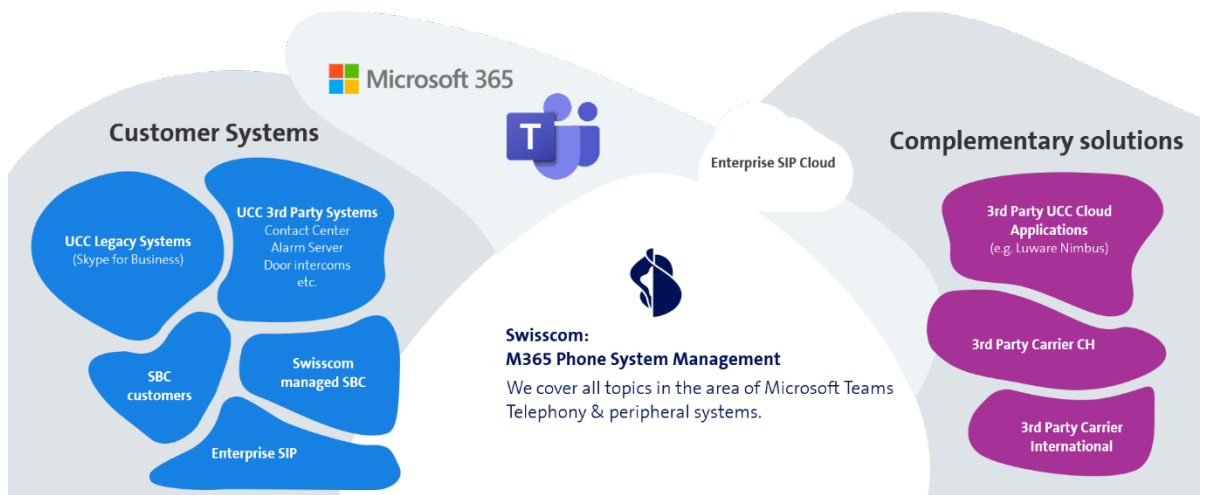 Microsoft 365
T
Customer Systems
Enterprise SIP Cloud
Complementary solutions
UCC Legacy Systems
(Skype for Business)
UCC 3rd Party Systems
Contact Center
Alarm Server
Door intercoms
etc.
SBC
customers
Swisscom
managed SBC
Enterprise SIP
Swisscom:
M365 Phone System Management
We cover all topics in the area of Microsoft Teams
Telephony & peripheral systems.
3rd Party UCC Cloud
Applications
(e.g. Luware Nimbus)
3rd Party Carrier CH
3rd Party Carrier
International